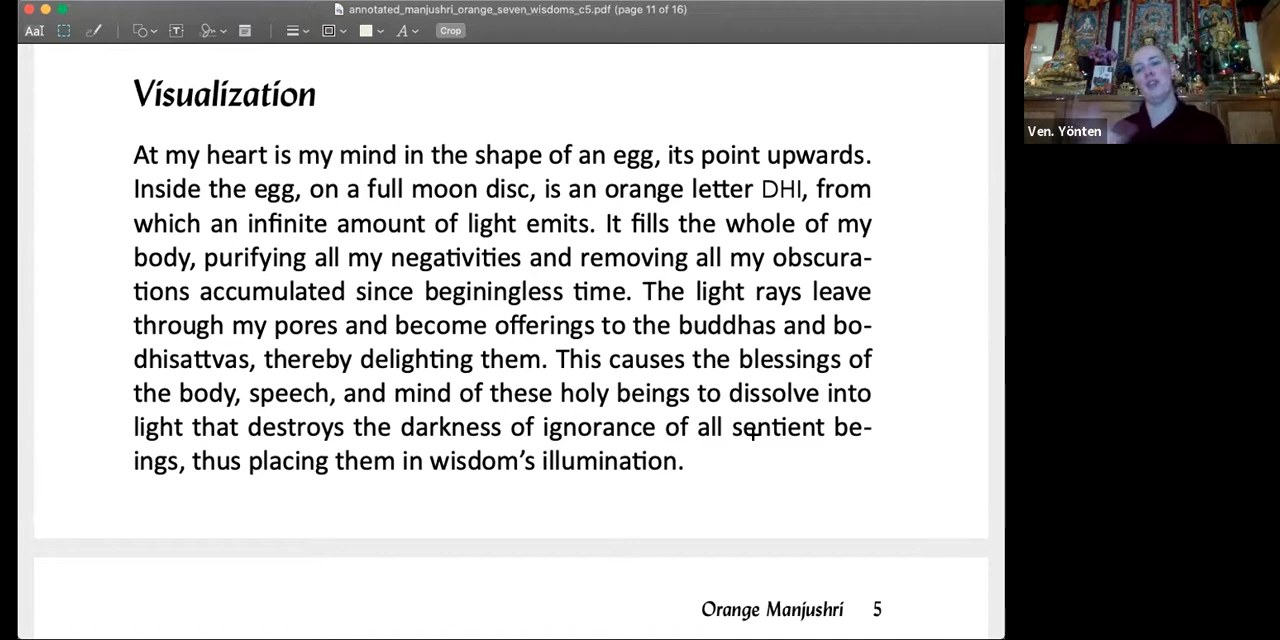 annotated_manjushri_orange_seven_wisdoms_c5.pdf (page 11 of 16)
AaI
T
A
Crop
Visualization
At my heart is my mind in the shape of an egg, its point upwards.
Inside the egg, on a full moon disc, is an orange letter DHI, from
which an infinite amount of light emits. It fills the whole of my
body, purifying all my negativities and removing all my obscura-
tions accumulated since beginingless time. The light rays leave
through my pores and become offerings to the buddhas and bo-
dhisattvas, thereby delighting them. This causes the blessings of
the body, speech, and mind of these holy beings to dissolve into
light that destroys the darkness of ignorance of all sentient be-
ings, thus placing them in wisdom's illumination.
Orange Manjushri 5
Ven. Yönten